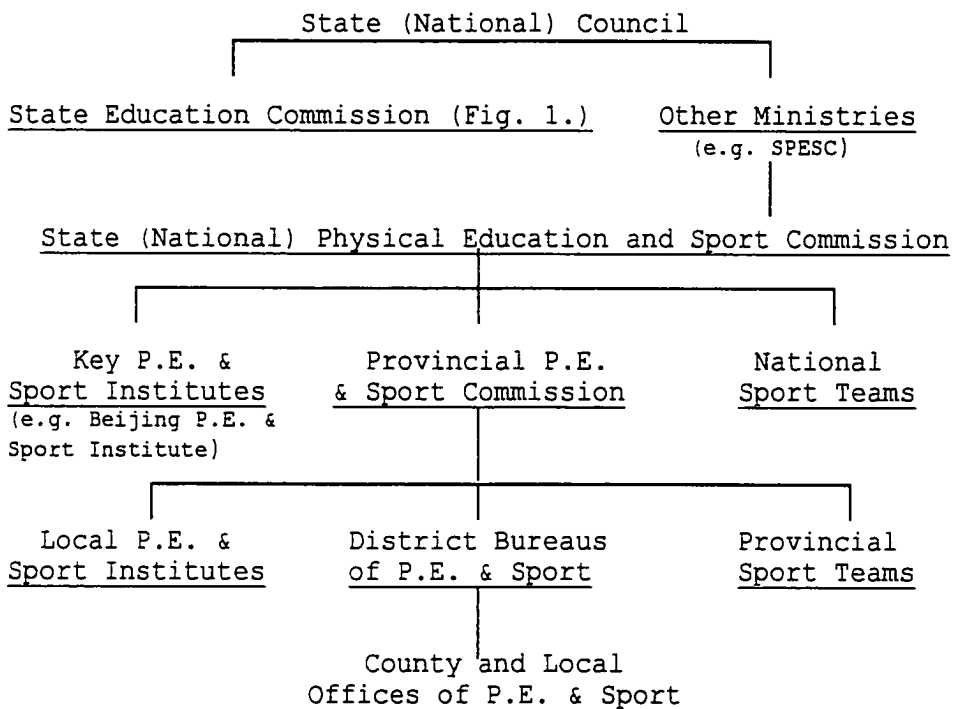 State (National) Council
State Education Commission (Fig. 1.) Other Ministries
(e.g. SPESC)
State (National) Physical Education and Sport Commission
Key P.E. & Provincial P.E. National
Sport Institutes & Sport Commission Sport Teams
(e.g. Beijing P.E. &
Sport Institute)
Local P.E. & District Bureaus Provincial
Sport Institutes of P.E. & Sport Sport Teams
County and Local
Offices of P.E. & Sport